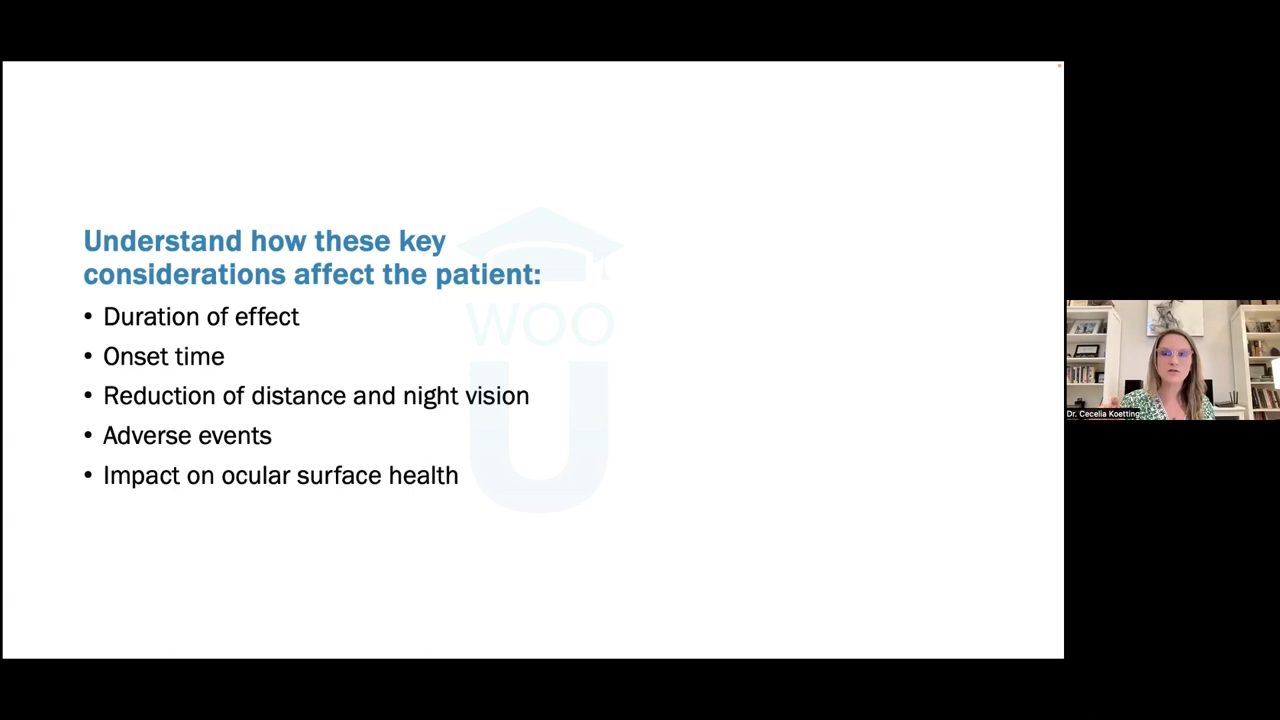 Understand how these key
considerations affect the patient:
• Duration of effect
• Onset time
• Reduction of distance and night vision
• Adverse events
• Impact on ocular surface health
WOO
U
Dr. Cecelia Koetting